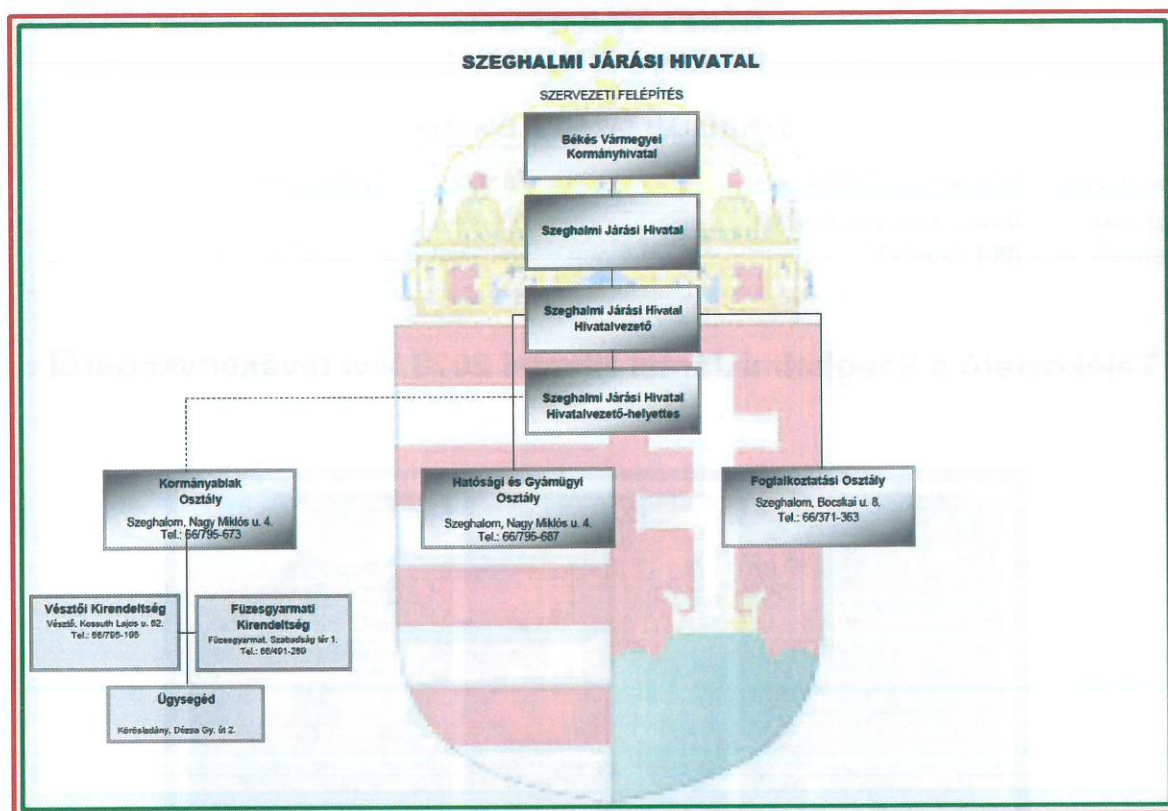 SZEGHALMI JÁRÁSI HIVATAL
SZERVEZETI FELÉPÍTÉS
Békés Vármegyei
Kormányhivatal
Szeghalmi Járási Hivatal
Szeghalmi Járási Hivatal
Hivatalvezető
Szeghalmi Járási Hivatal
Hivatalvezető-helyettes
Kormányablak
Osztály
Szeghalom, Nagy Miklós u. 4.
Tel.: 66/795-673
Hatósági és Gyámügyi
Osztály
Szeghalom, Nagy Miklós u. 4.
Tel.: 66/795-687
Foglalkoztatási Osztály
Szeghalom, Bocskai u. 8.
Tel.: 66/371-363
Vésztői Kirendeltség
Vésztő, Kossuth Lajos u. 62.
Tel.: 66/795-196
Füzesgyarmati
Kirendeltség
Füzesgyarmat, Szabadság tér 1.
Tel.: 66/491-269
Ügysegéd
Körösladány, Dózsa Gy. út 2.